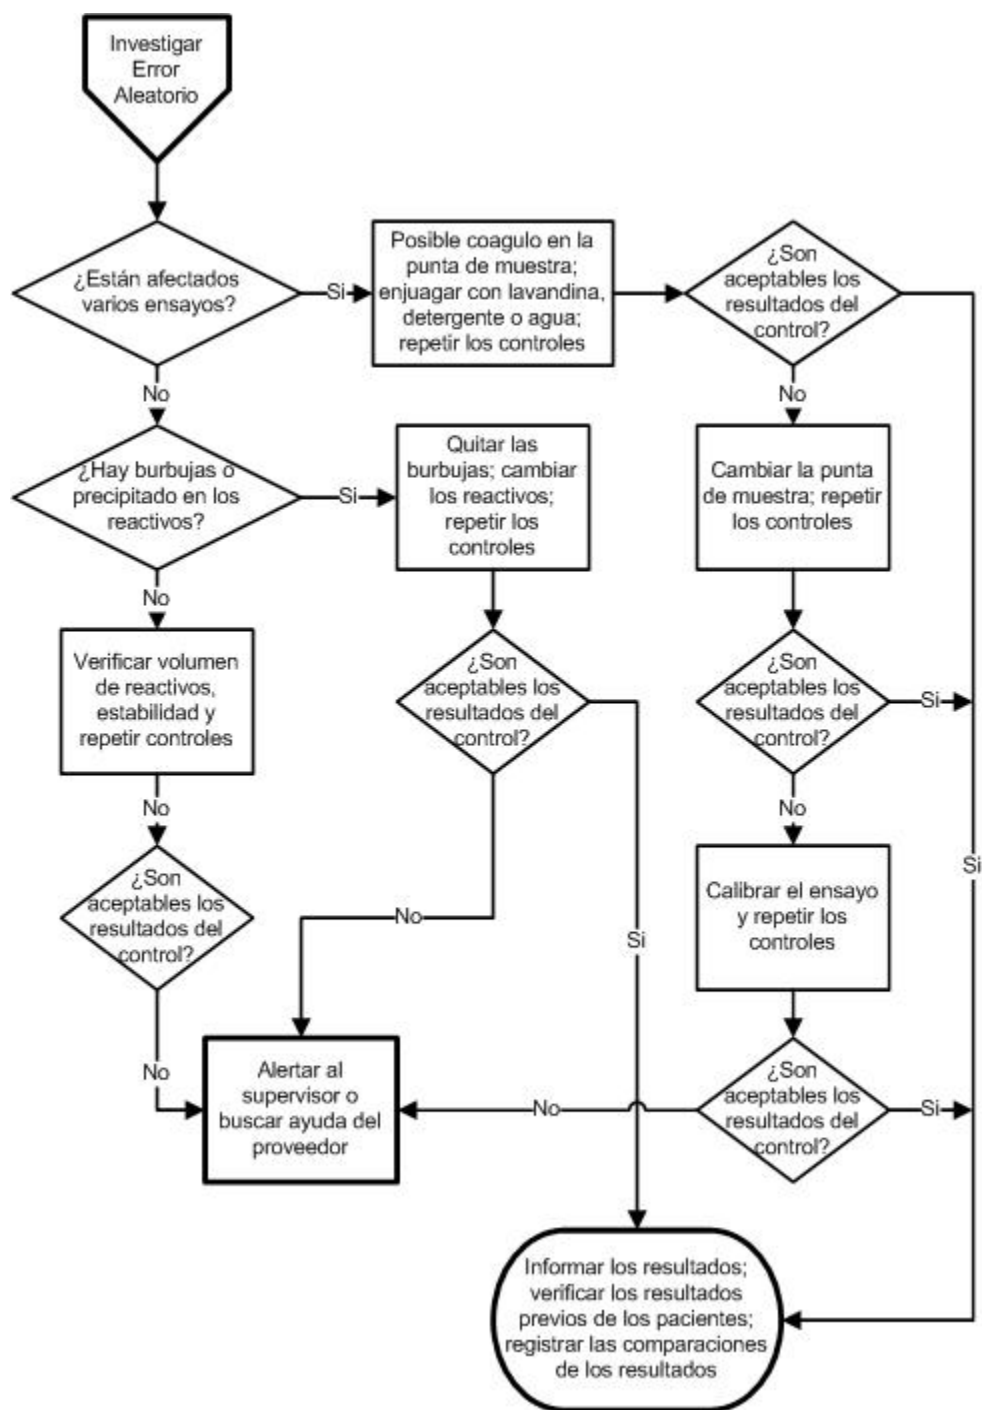 Investigar
Error
Aleatorio
¿Están afectados
varios ensayos?
Si
Posible coagulo en la
punta de muestra;
enjuagar con lavandina,
detergente o agua;
repetir los controles
¿Son
aceptables los
resultados del
control?
No
No
¿Hay burbujas o
precipitado en los
reactivos?
Si
Quitar las
burbujas; cambiar
los reactivos;
repetir los
controles
Cambiar la punta
de muestra; repetir
los controles
No
Verificar volumen
de reactivos,
estabilidad y
repetir controles
¿Son
aceptables los
resultados del
control?
¿Son
aceptables los
resultados del
control?
Si
No
No
¿Son
aceptables los
resultados del
control?
No
Si
Calibrar el ensayo
y repetir los
controles
Si
No
Alertar al
supervisor o
buscar ayuda del
proveedor
No
¿Son
aceptables los
resultados del
control?
Si
Informar los resultados;
verificar los resultados
previos de los pacientes;
registrar las comparaciones
de los resultados